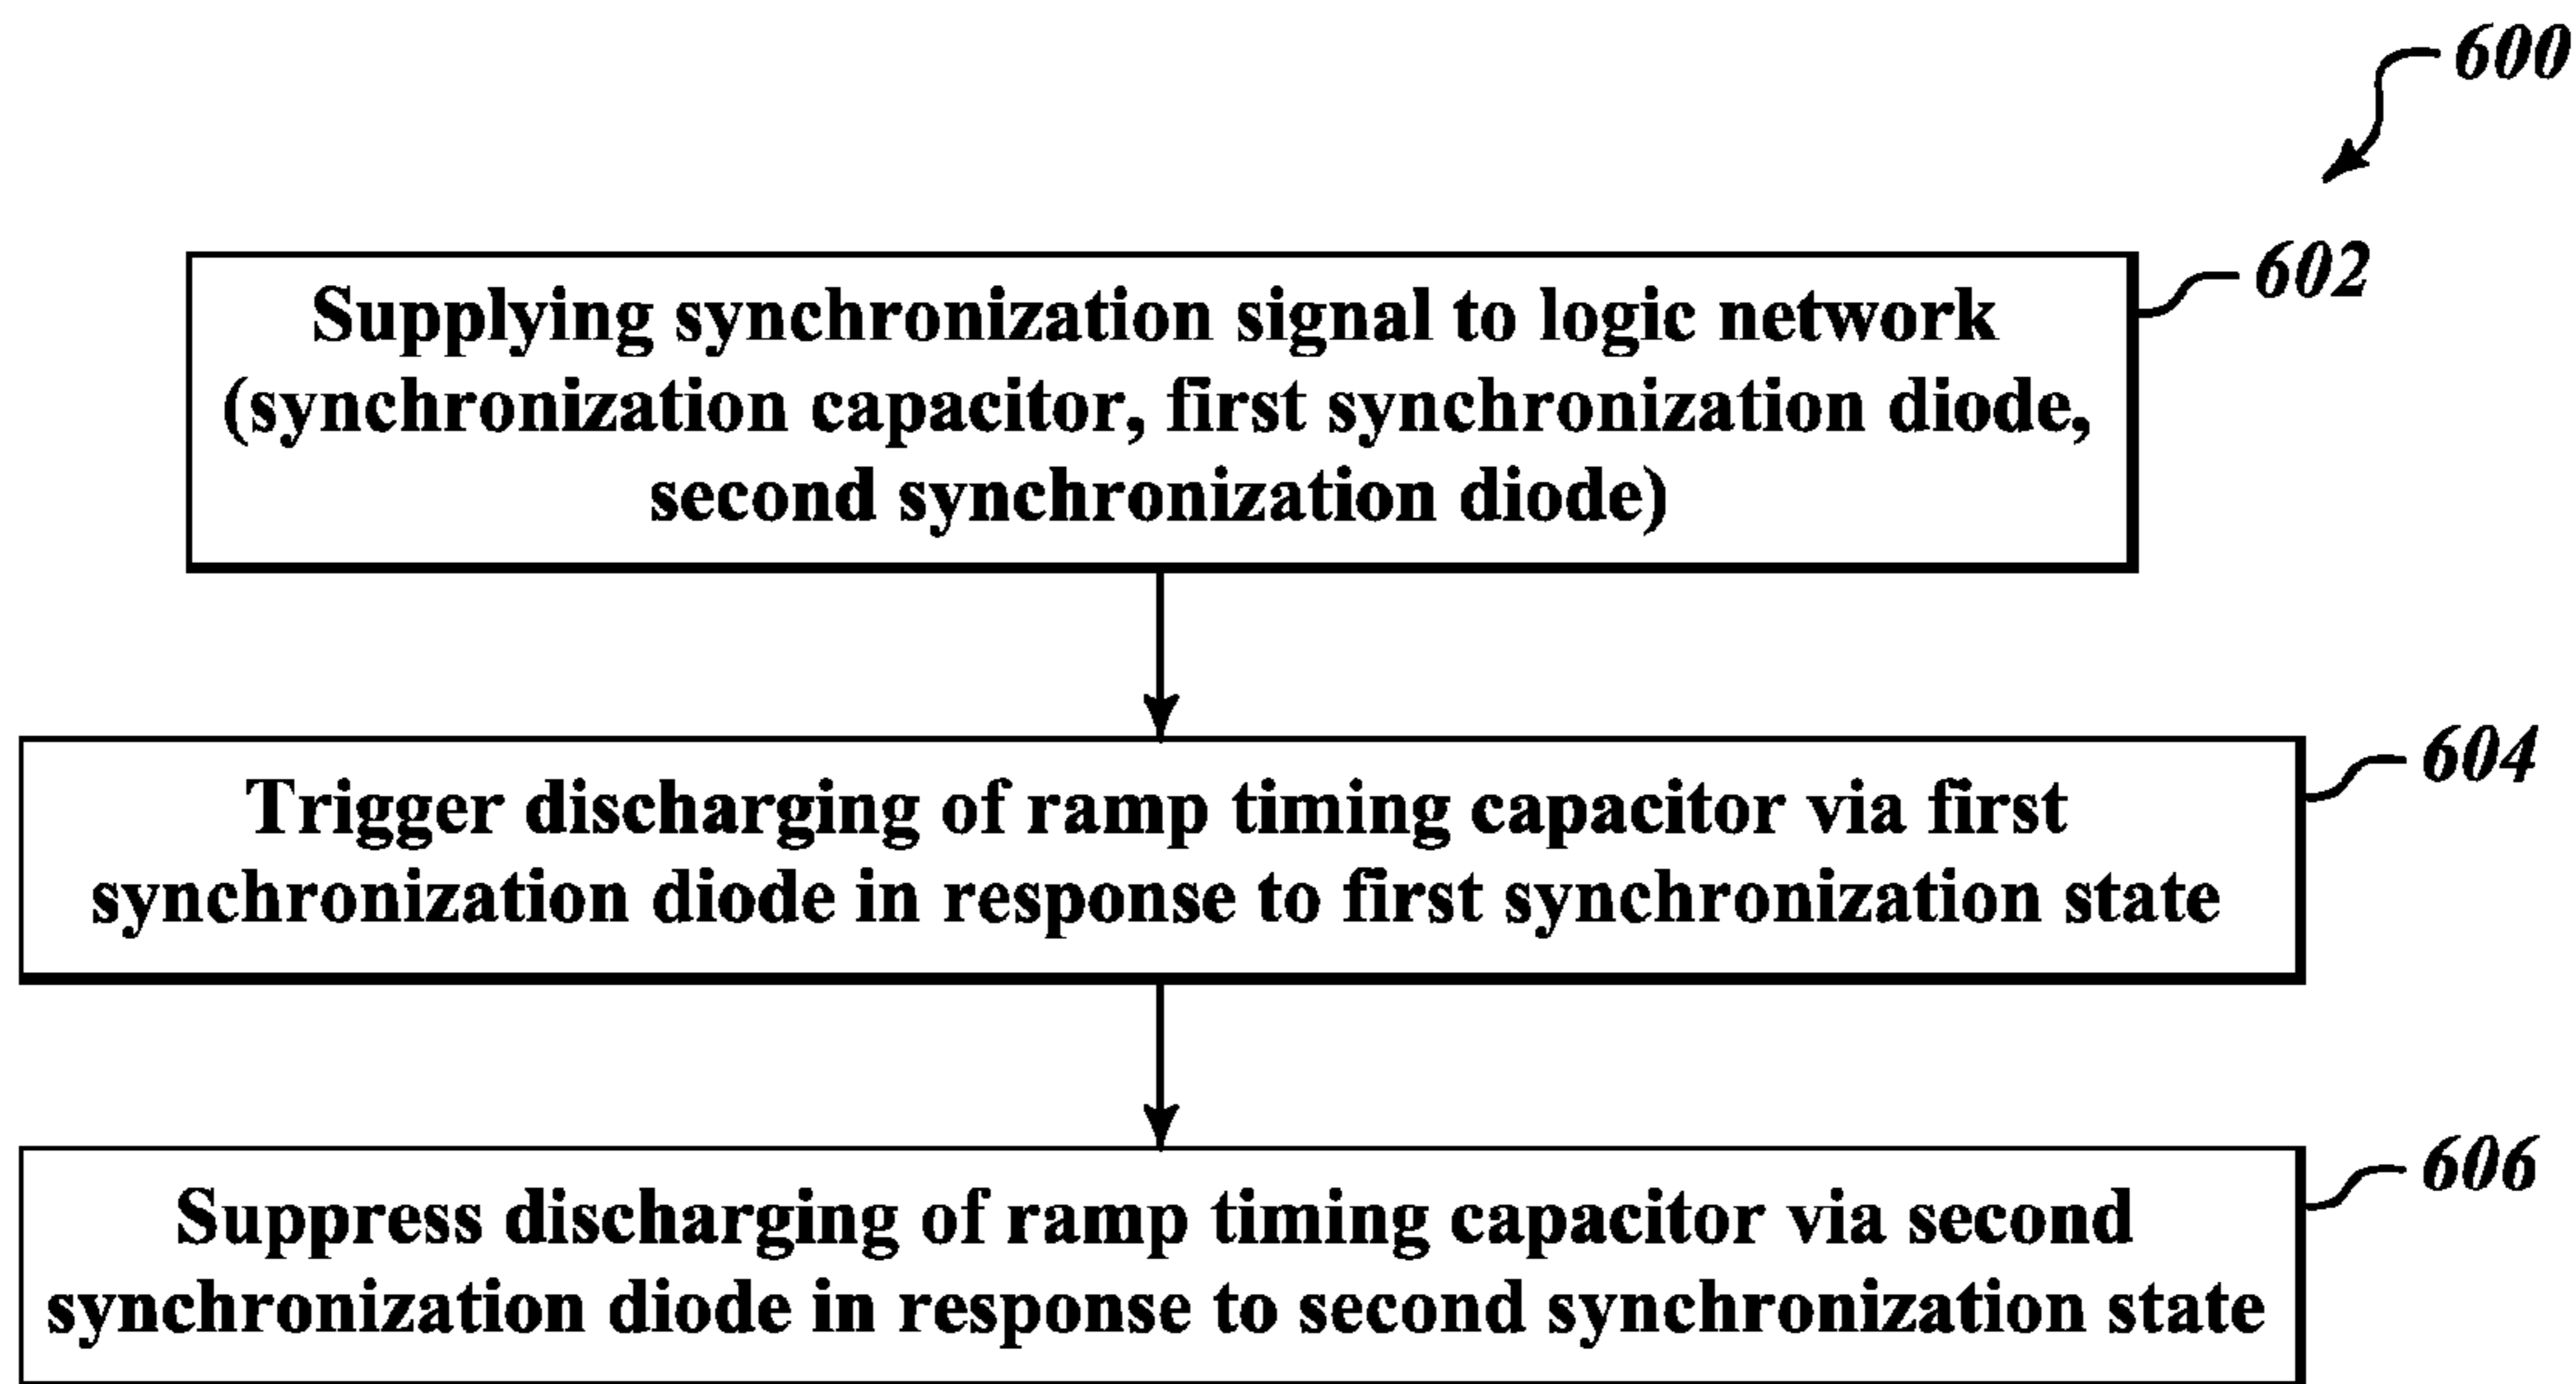 600
602
Supplying synchronization signal to logic network
(synchronization capacitor, first synchronization diode,
second synchronization diode)
604
Trigger discharging of ramp timing capacitor via first
synchronization diode in response to first synchronization state
606
Suppress discharging of ramp timing capacitor via second
synchronization diode in response to second synchronization state